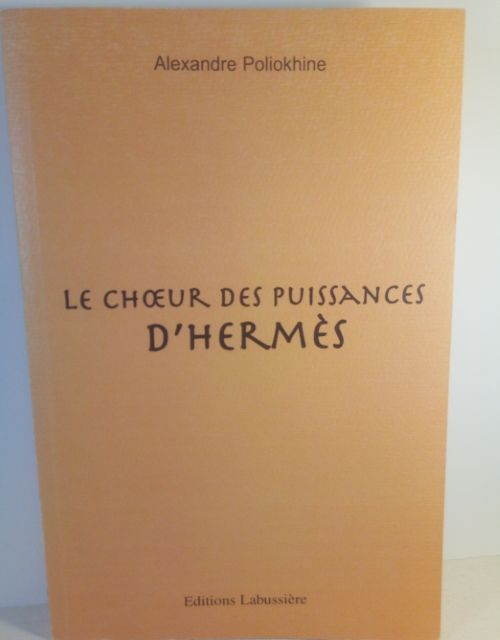 Alexandre Poliokhine
LE CHŒUR DES PUISSANCES
D'HERMÈS
Editions Labussière